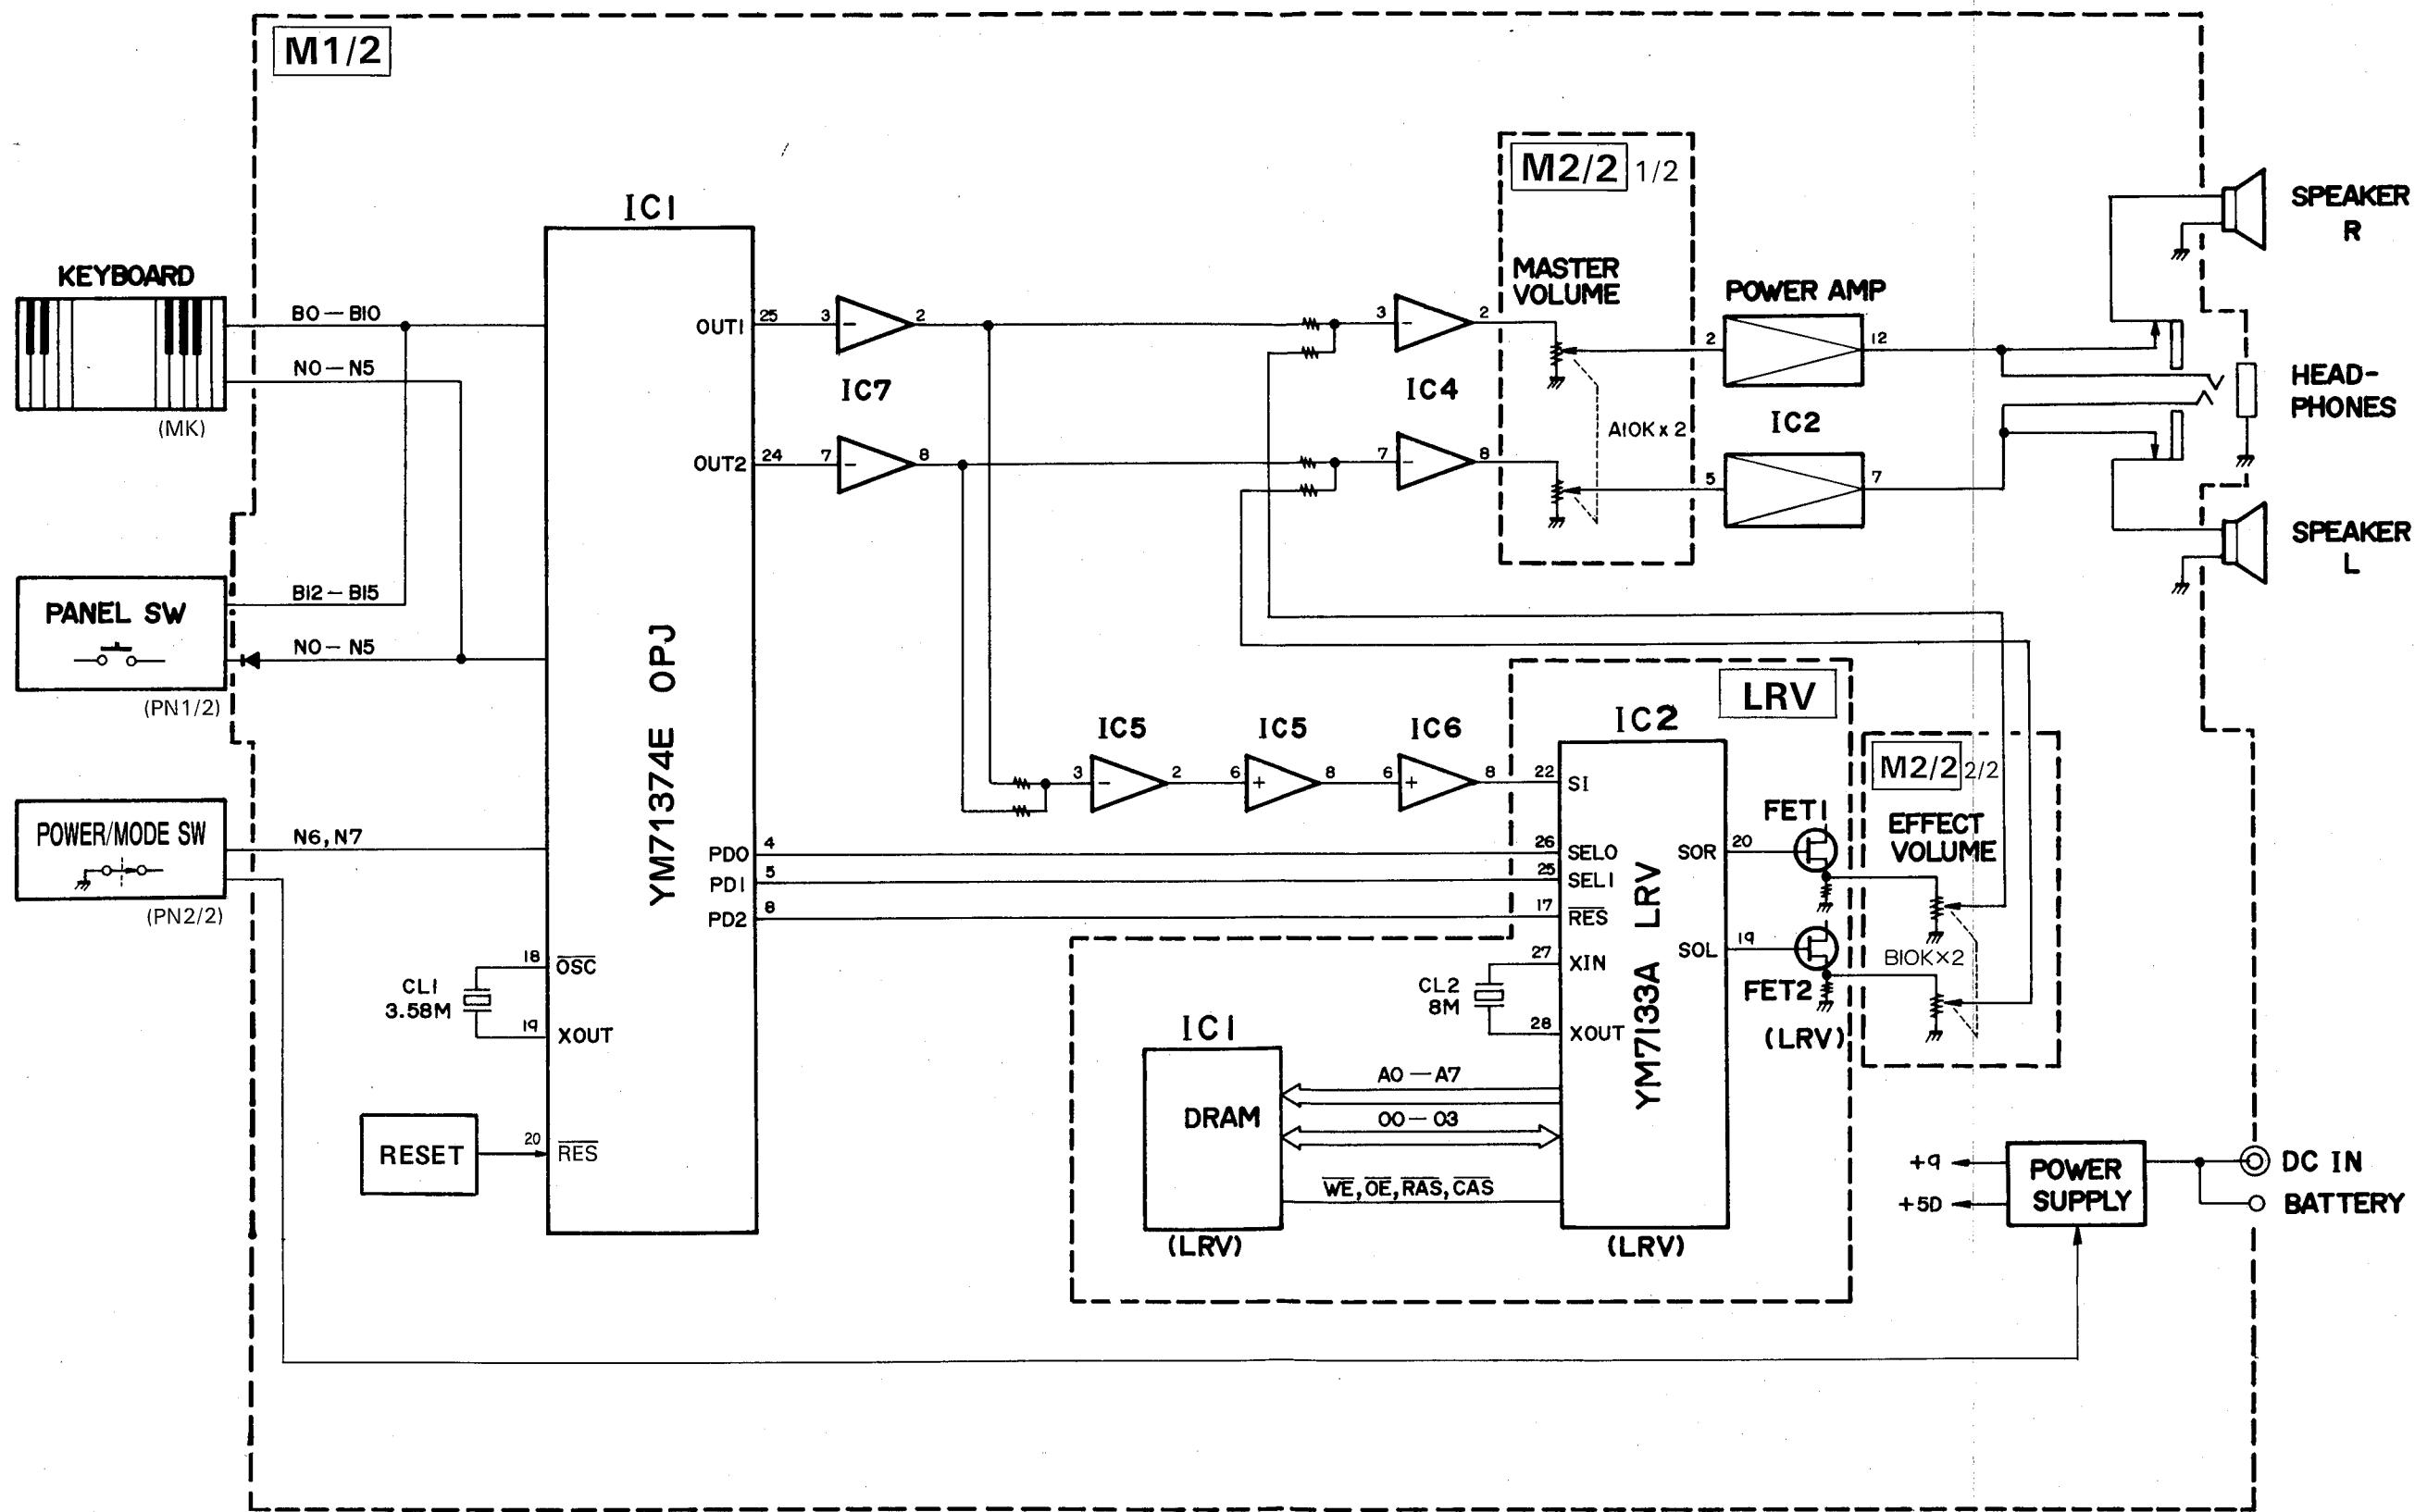 M1/2
M2/2 1/2
SPEAKER
R
IC1
KEYBOARD
B0—B10
N0—N5
(MK)
OUT1
25
3
-
2
IC7
3
-
2
IC4
MASTER
VOLUME
A10K x 2
POWER AMP
2
12
IC2
HEAD-
PHONES
OUT2
24
7
-
8
7
-
8
5
7
SPEAKER
L
PANEL SW
B12—B15
N0—N5
(PN1/2)
YM71374E OPJ
POWER/MODE SW
N6, N7
(PN2/2)
IC5
3
-
2
IC5
6
+
8
IC6
6
+
8
LRV
IC2
22
SI
PD0
4
26
SEL0
PD1
5
25
SEL1
PD2
8
17
RES
27
XIN
28
XOUT
CL2
8M
YM7133A LRV
SOR
20
FET1
SOL
19
FET2
(LRV)
M2/2 2/2
EFFECT
VOLUME
B10K×2
18
OSC
CL1
3.58M
19
XOUT
RESET
20
RES
IC1
DRAM
(LRV)
A0—A7
00—03
WE, OE, RAS, CAS
(LRV)
+9
+5D
POWER
SUPPLY
DC IN
BATTERY